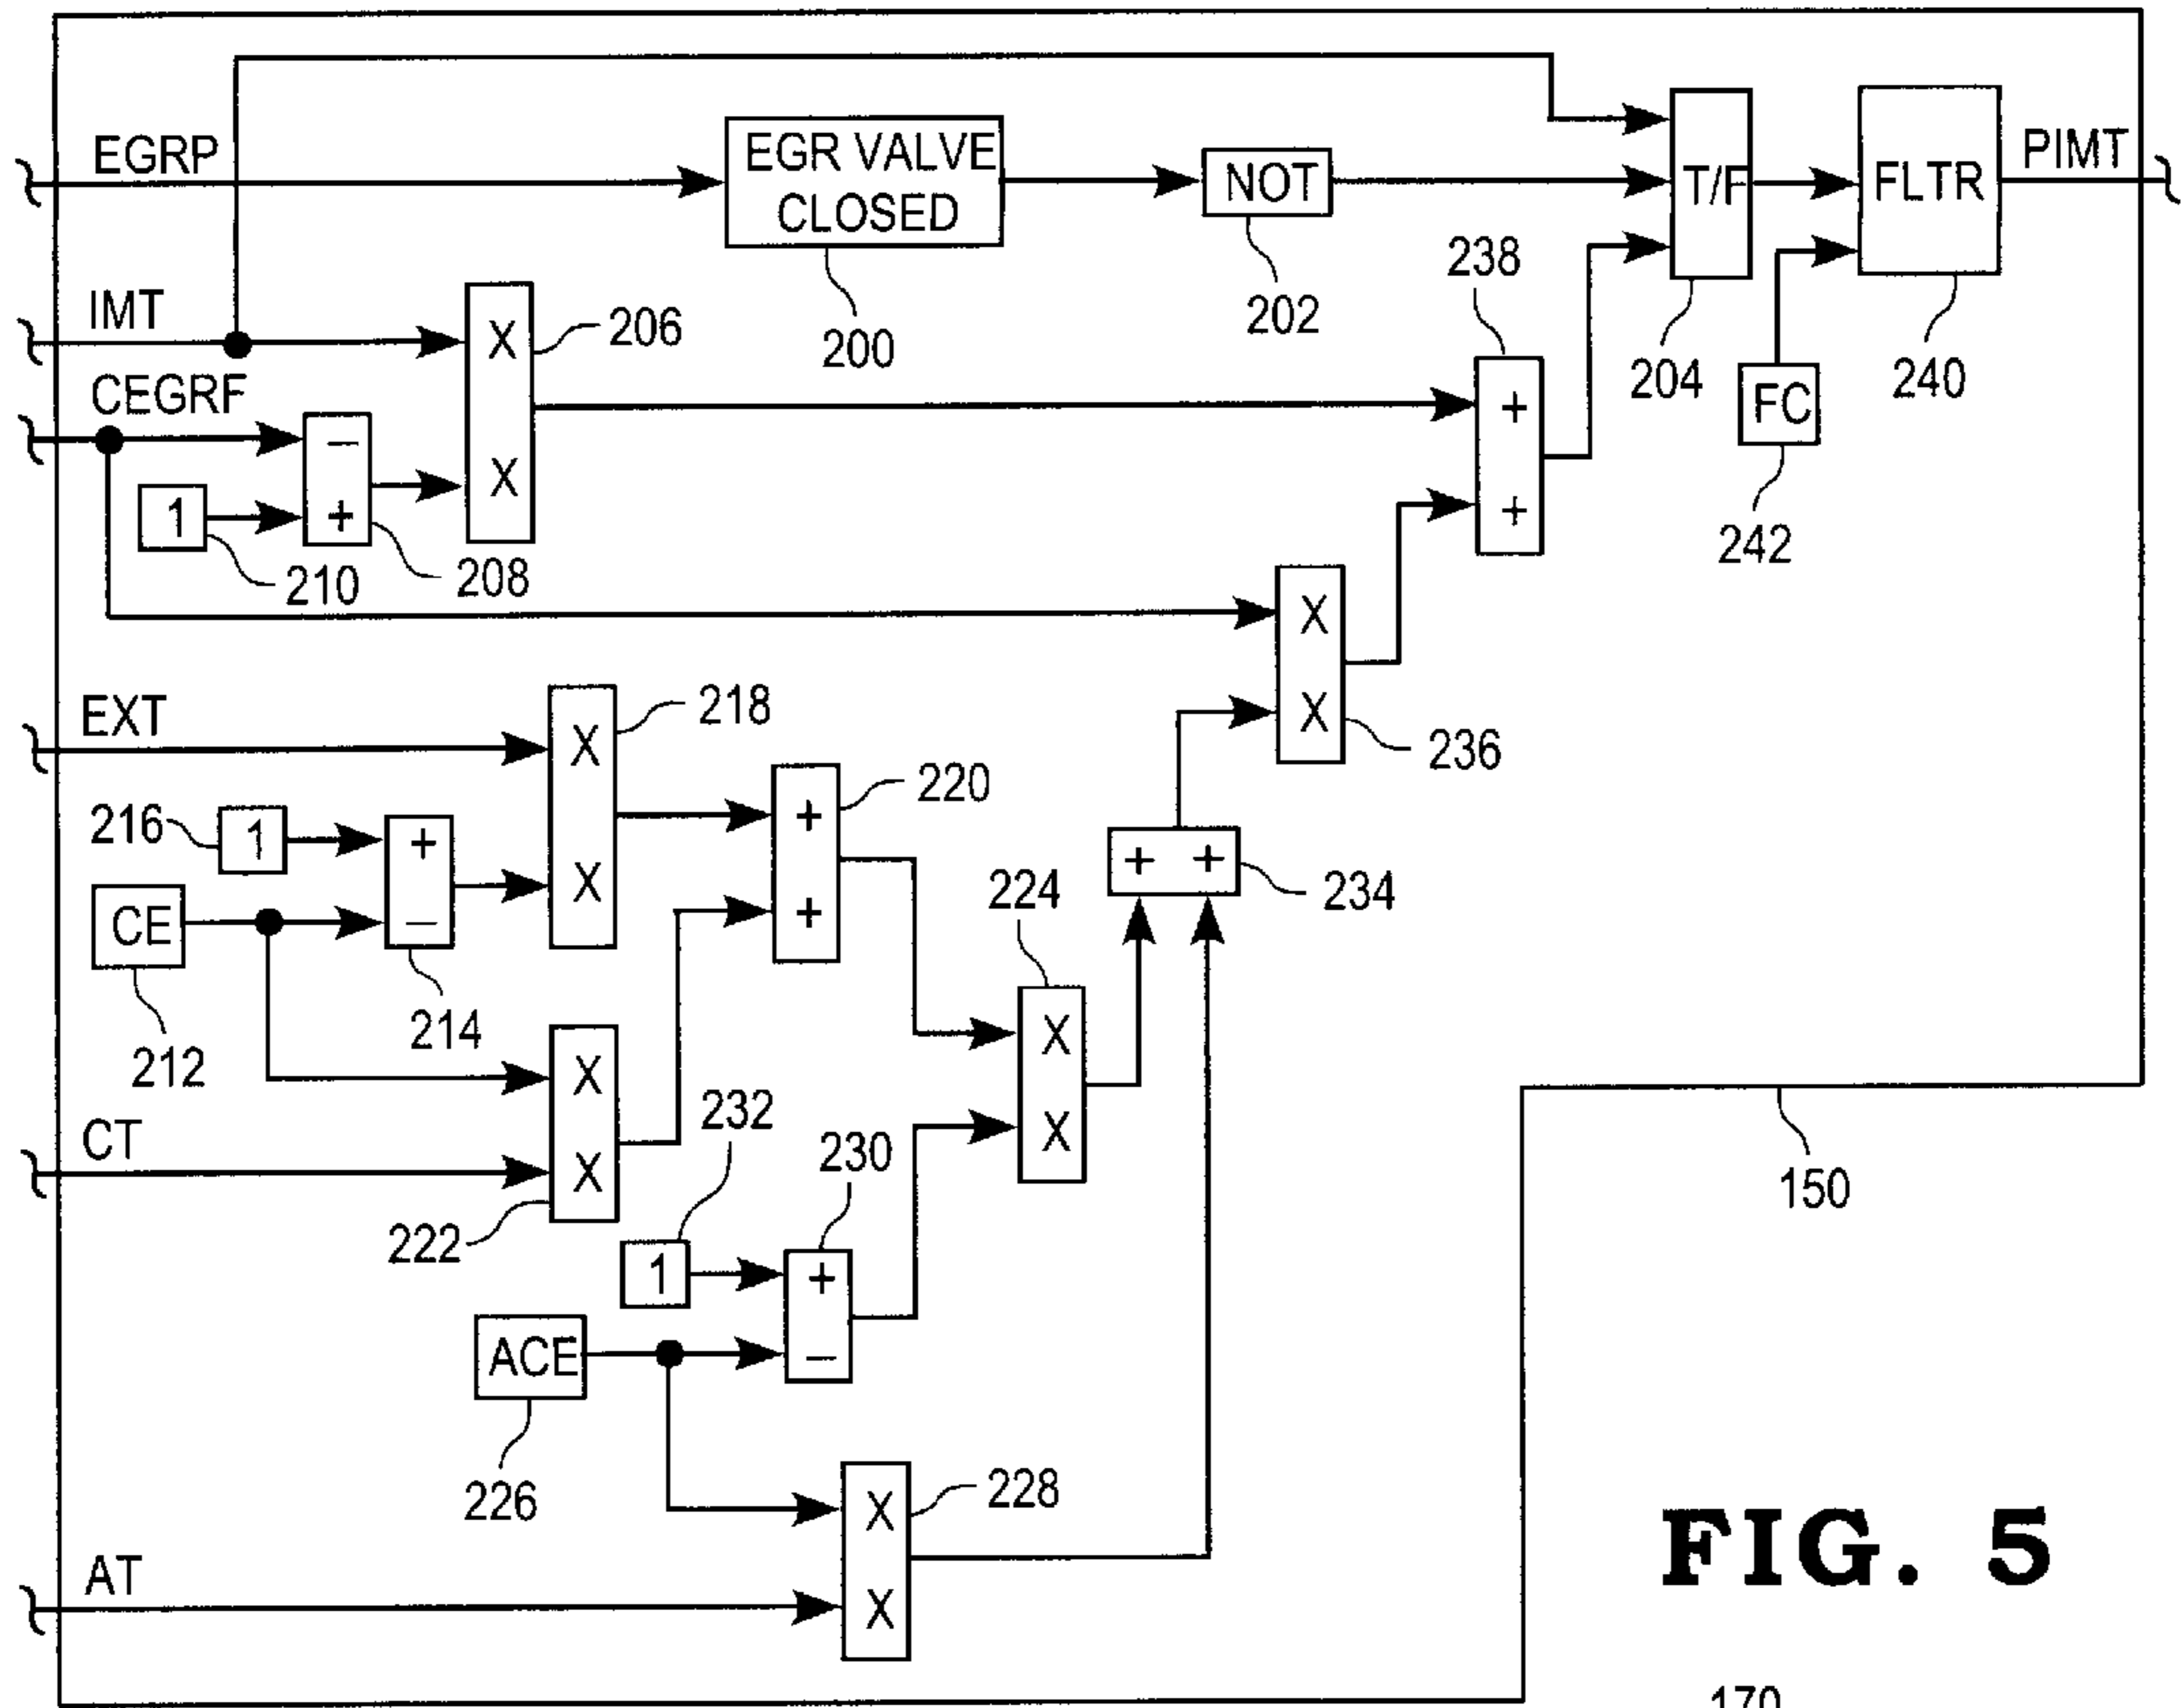 EGRP
EGR VALVE
CLOSED
NOT
T/F
FLTR
PIMT
200
202
238
204
FC
240
242
IMT
X
X
206
CEGRF
−
+
208
1
210
+
+
X
X
236
EXT
X
X
218
216
1
+
−
214
+
+
220
CE
212
224
+ +
234
X
X
X
X
222
CT
232
1
230
+
−
150
ACE
226
X
X
228
AT
FIG. 5
170